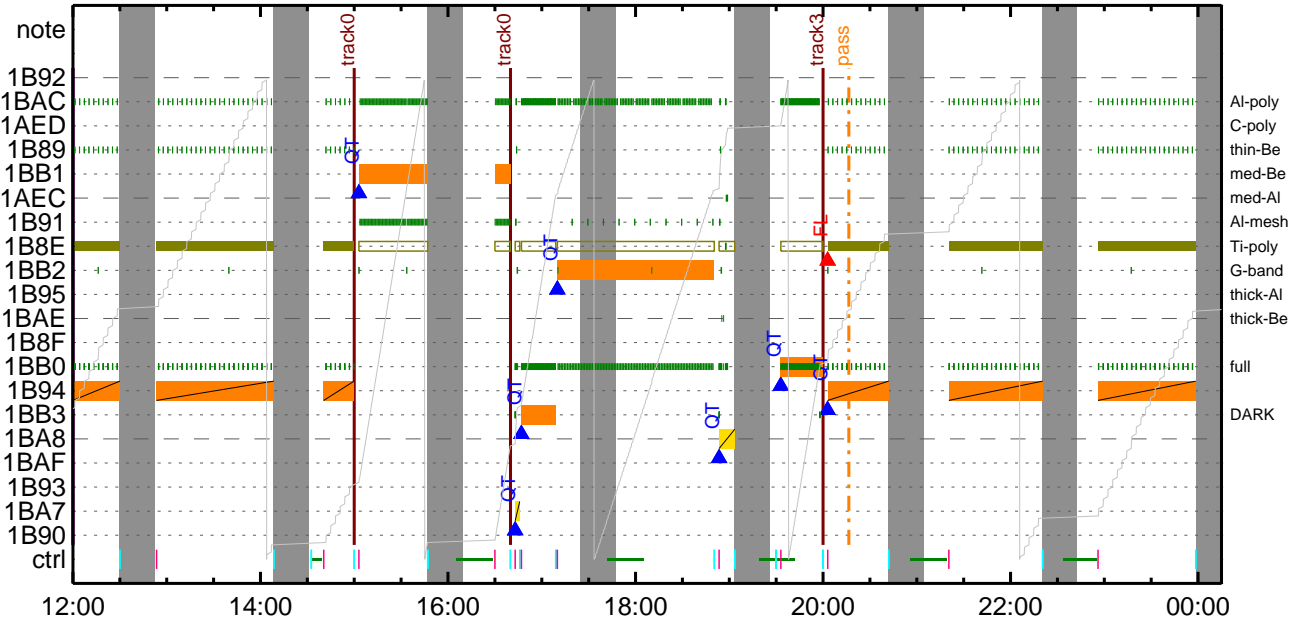 note
track0
track0
track3
pass
1B92
1BAC Al-poly
1AED C-poly
1B89 thin-Be
QT
1BB1 med-Be
1AEC med-Al
1B91 Al-mesh
FL
1B8E Ti-poly
QT
1BB2 G-band
1B95 thick-Al
1BAE thick-Be
1B8F
QT
1BB0 full
QT
1B94
QT
1BB3 DARK
QT
1BA8
1BAF
1B93
QT
1BA7
1B90
ctrl
12:00 14:00 16:00 18:00 20:00 22:00 00:00